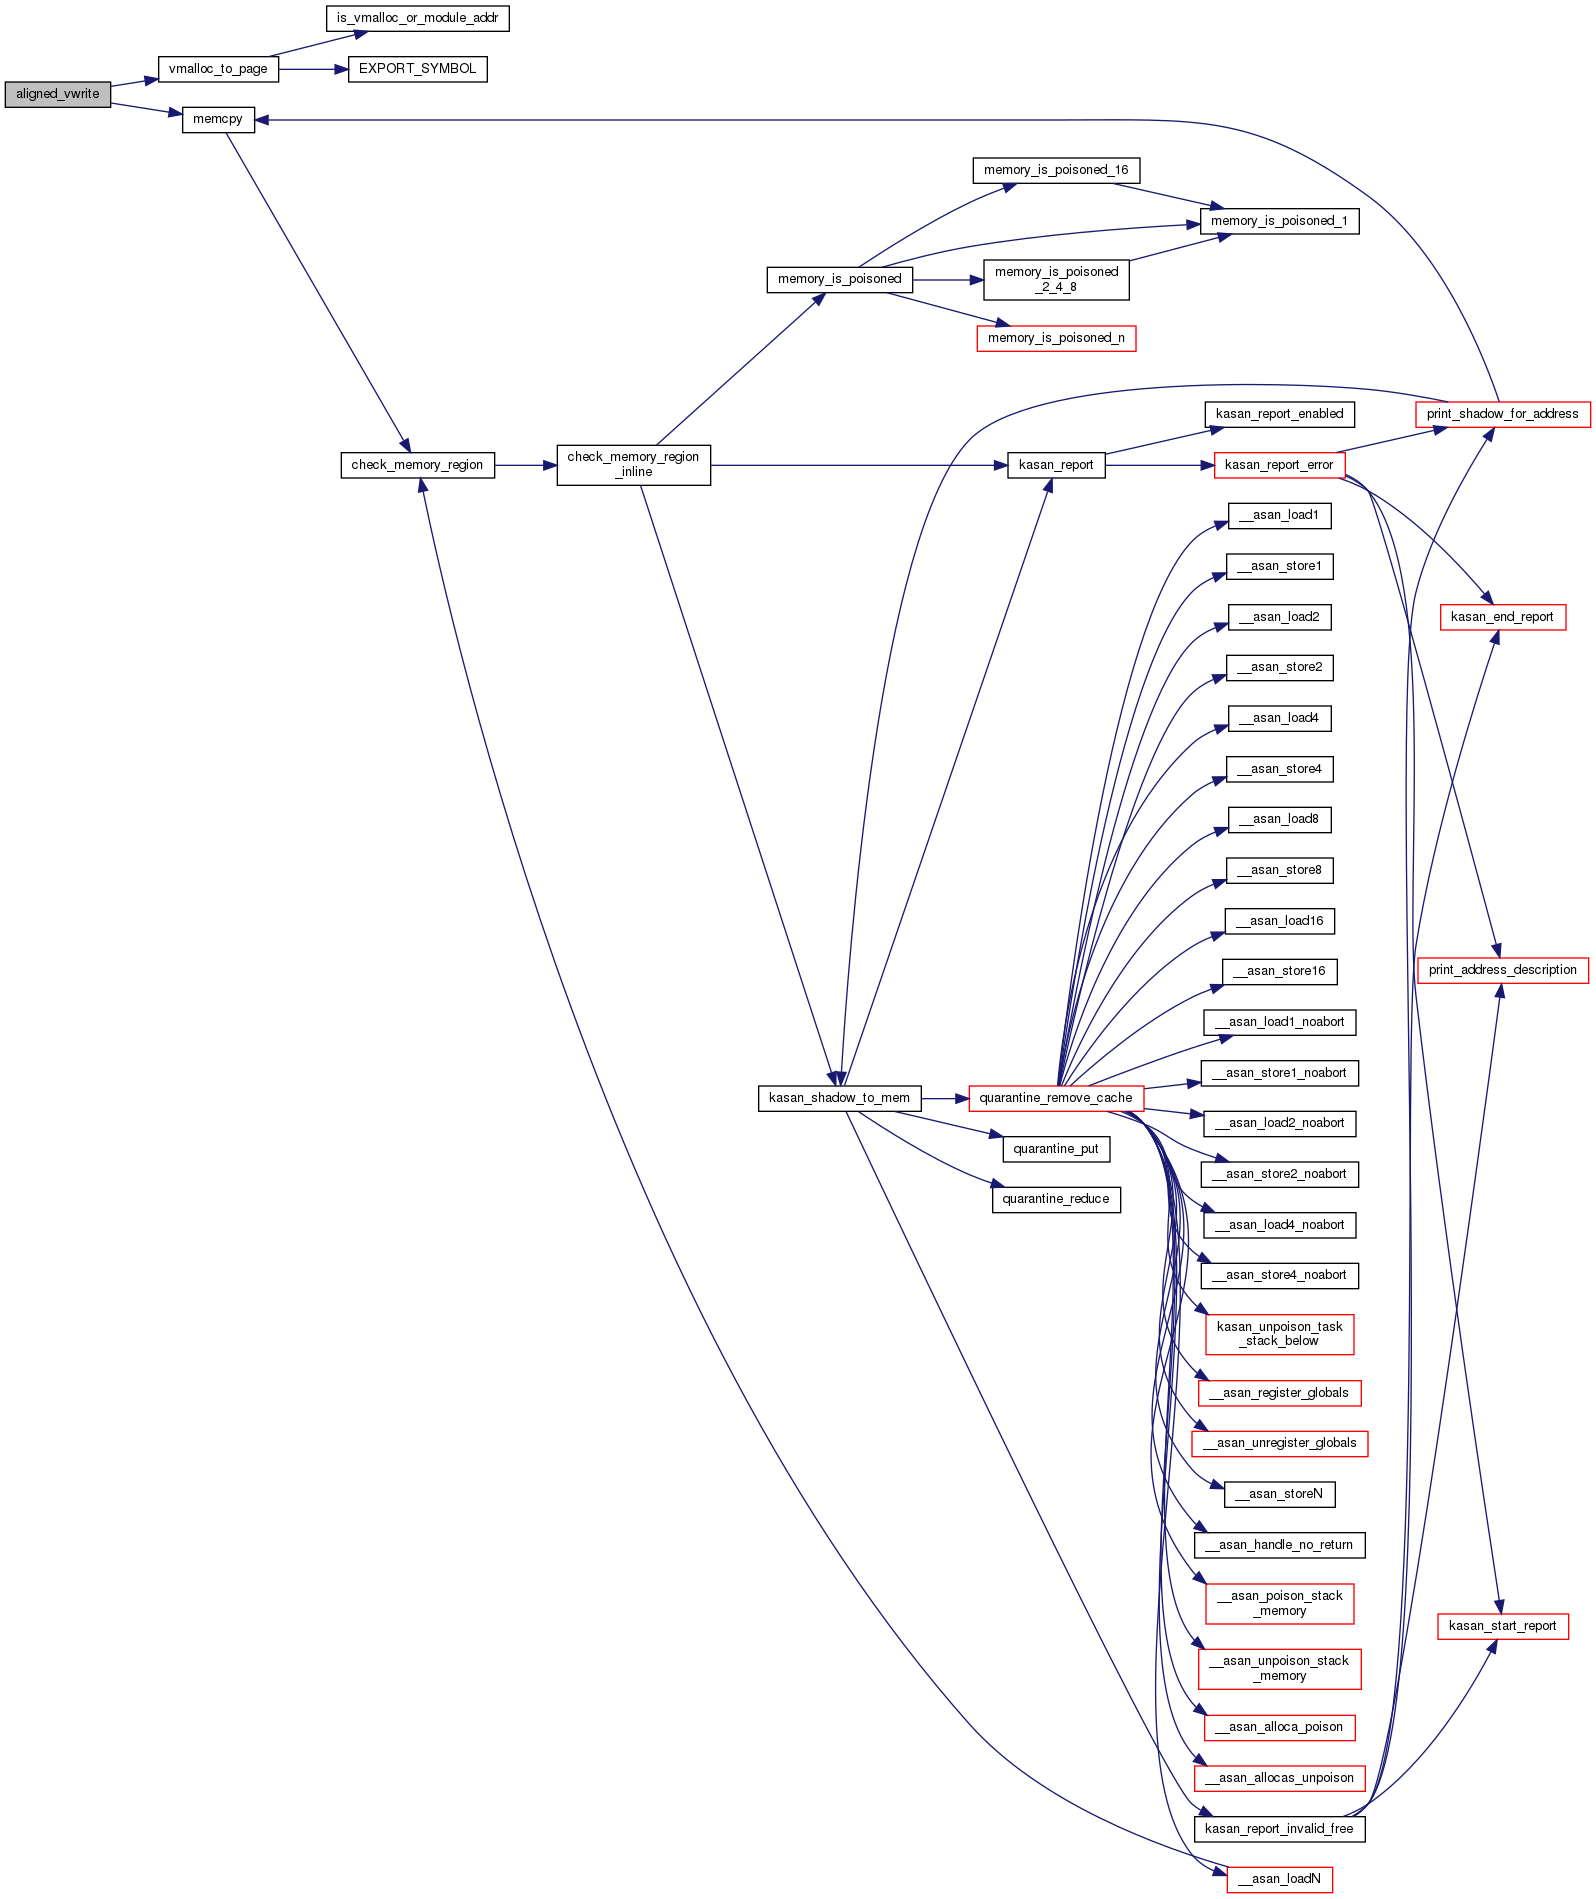 is_vmalloc_or_module_addr
vmalloc_to_page
EXPORT_SYMBOL
aligned_vwrite
memcpy
memory_is_poisoned_16
memory_is_poisoned_1
memory_is_poisoned
memory_is_poisoned
_2_4_8
memory_is_poisoned_n
kasan_report_enabled
print_shadow_for_address
check_memory_region
check_memory_region
_inline
kasan_report
kasan_report_error
__asan_load1
__asan_store1
__asan_load2
kasan_end_report
__asan_store2
__asan_load4
__asan_store4
__asan_load8
__asan_store8
__asan_load16
__asan_store16
print_address_description
__asan_load1_noabort
__asan_store1_noabort
kasan_shadow_to_mem
quarantine_remove_cache
__asan_load2_noabort
quarantine_put
__asan_store2_noabort
quarantine_reduce
__asan_load4_noabort
__asan_store4_noabort
kasan_unpoison_task
_stack_below
__asan_register_globals
__asan_unregister_globals
__asan_storeN
__asan_handle_no_return
__asan_poison_stack
_memory
kasan_start_report
__asan_unpoison_stack
_memory
__asan_alloca_poison
__asan_allocas_unpoison
kasan_report_invalid_free
__asan_loadN